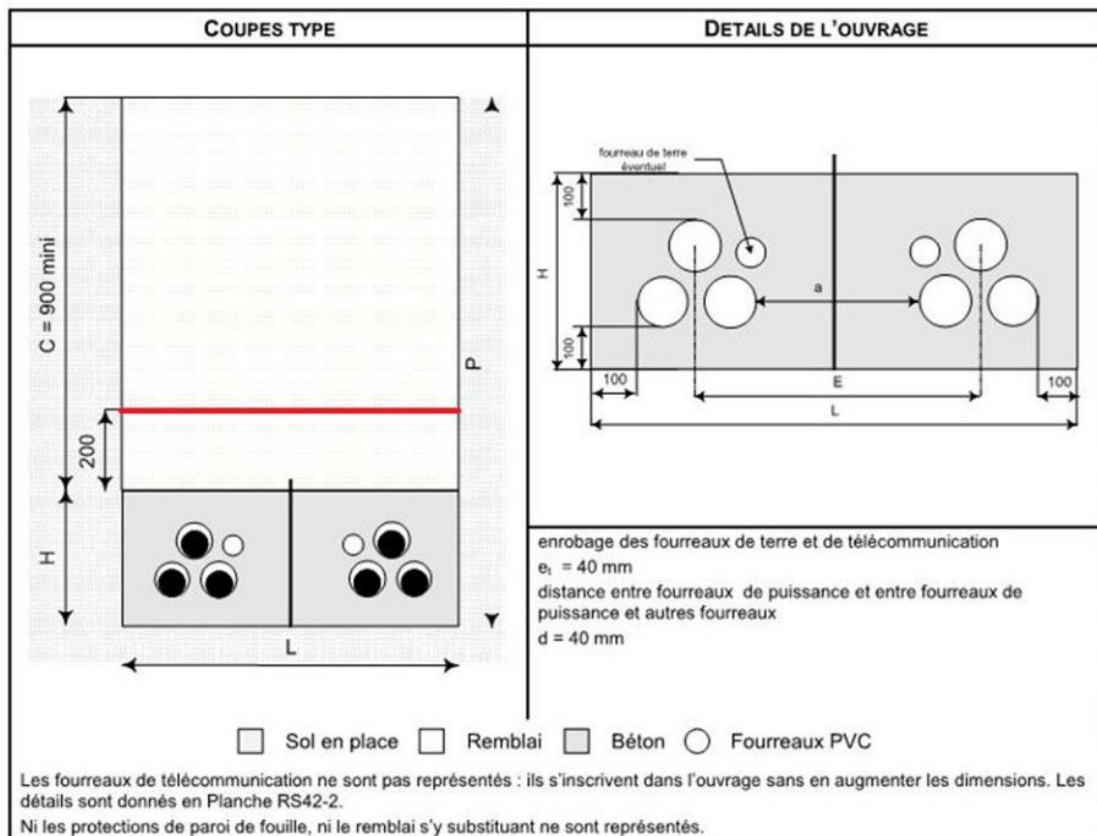 COUPES TYPE
DETAILS DE L'OUVRAGE
C = 900 mini
P
200
H
L
fourreau de terre
éventuel
100
H
a
100
100
E
100
L
enrobage des fourreaux de terre et de télécommunication
et = 40 mm
distance entre fourreaux de puissance et entre fourreaux de
puissance et autres fourreaux
d = 40 mm
Sol en place Remblai Béton Fourreaux PVC
Les fourreaux de télécommunication ne sont pas représentés : ils s'inscrivent dans l'ouvrage sans en augmenter les dimensions. Les
détails sont donnés en Planche RS42-2.
Ni les protections de paroi de fouille, ni le remblai s'y substituant ne sont représentés.